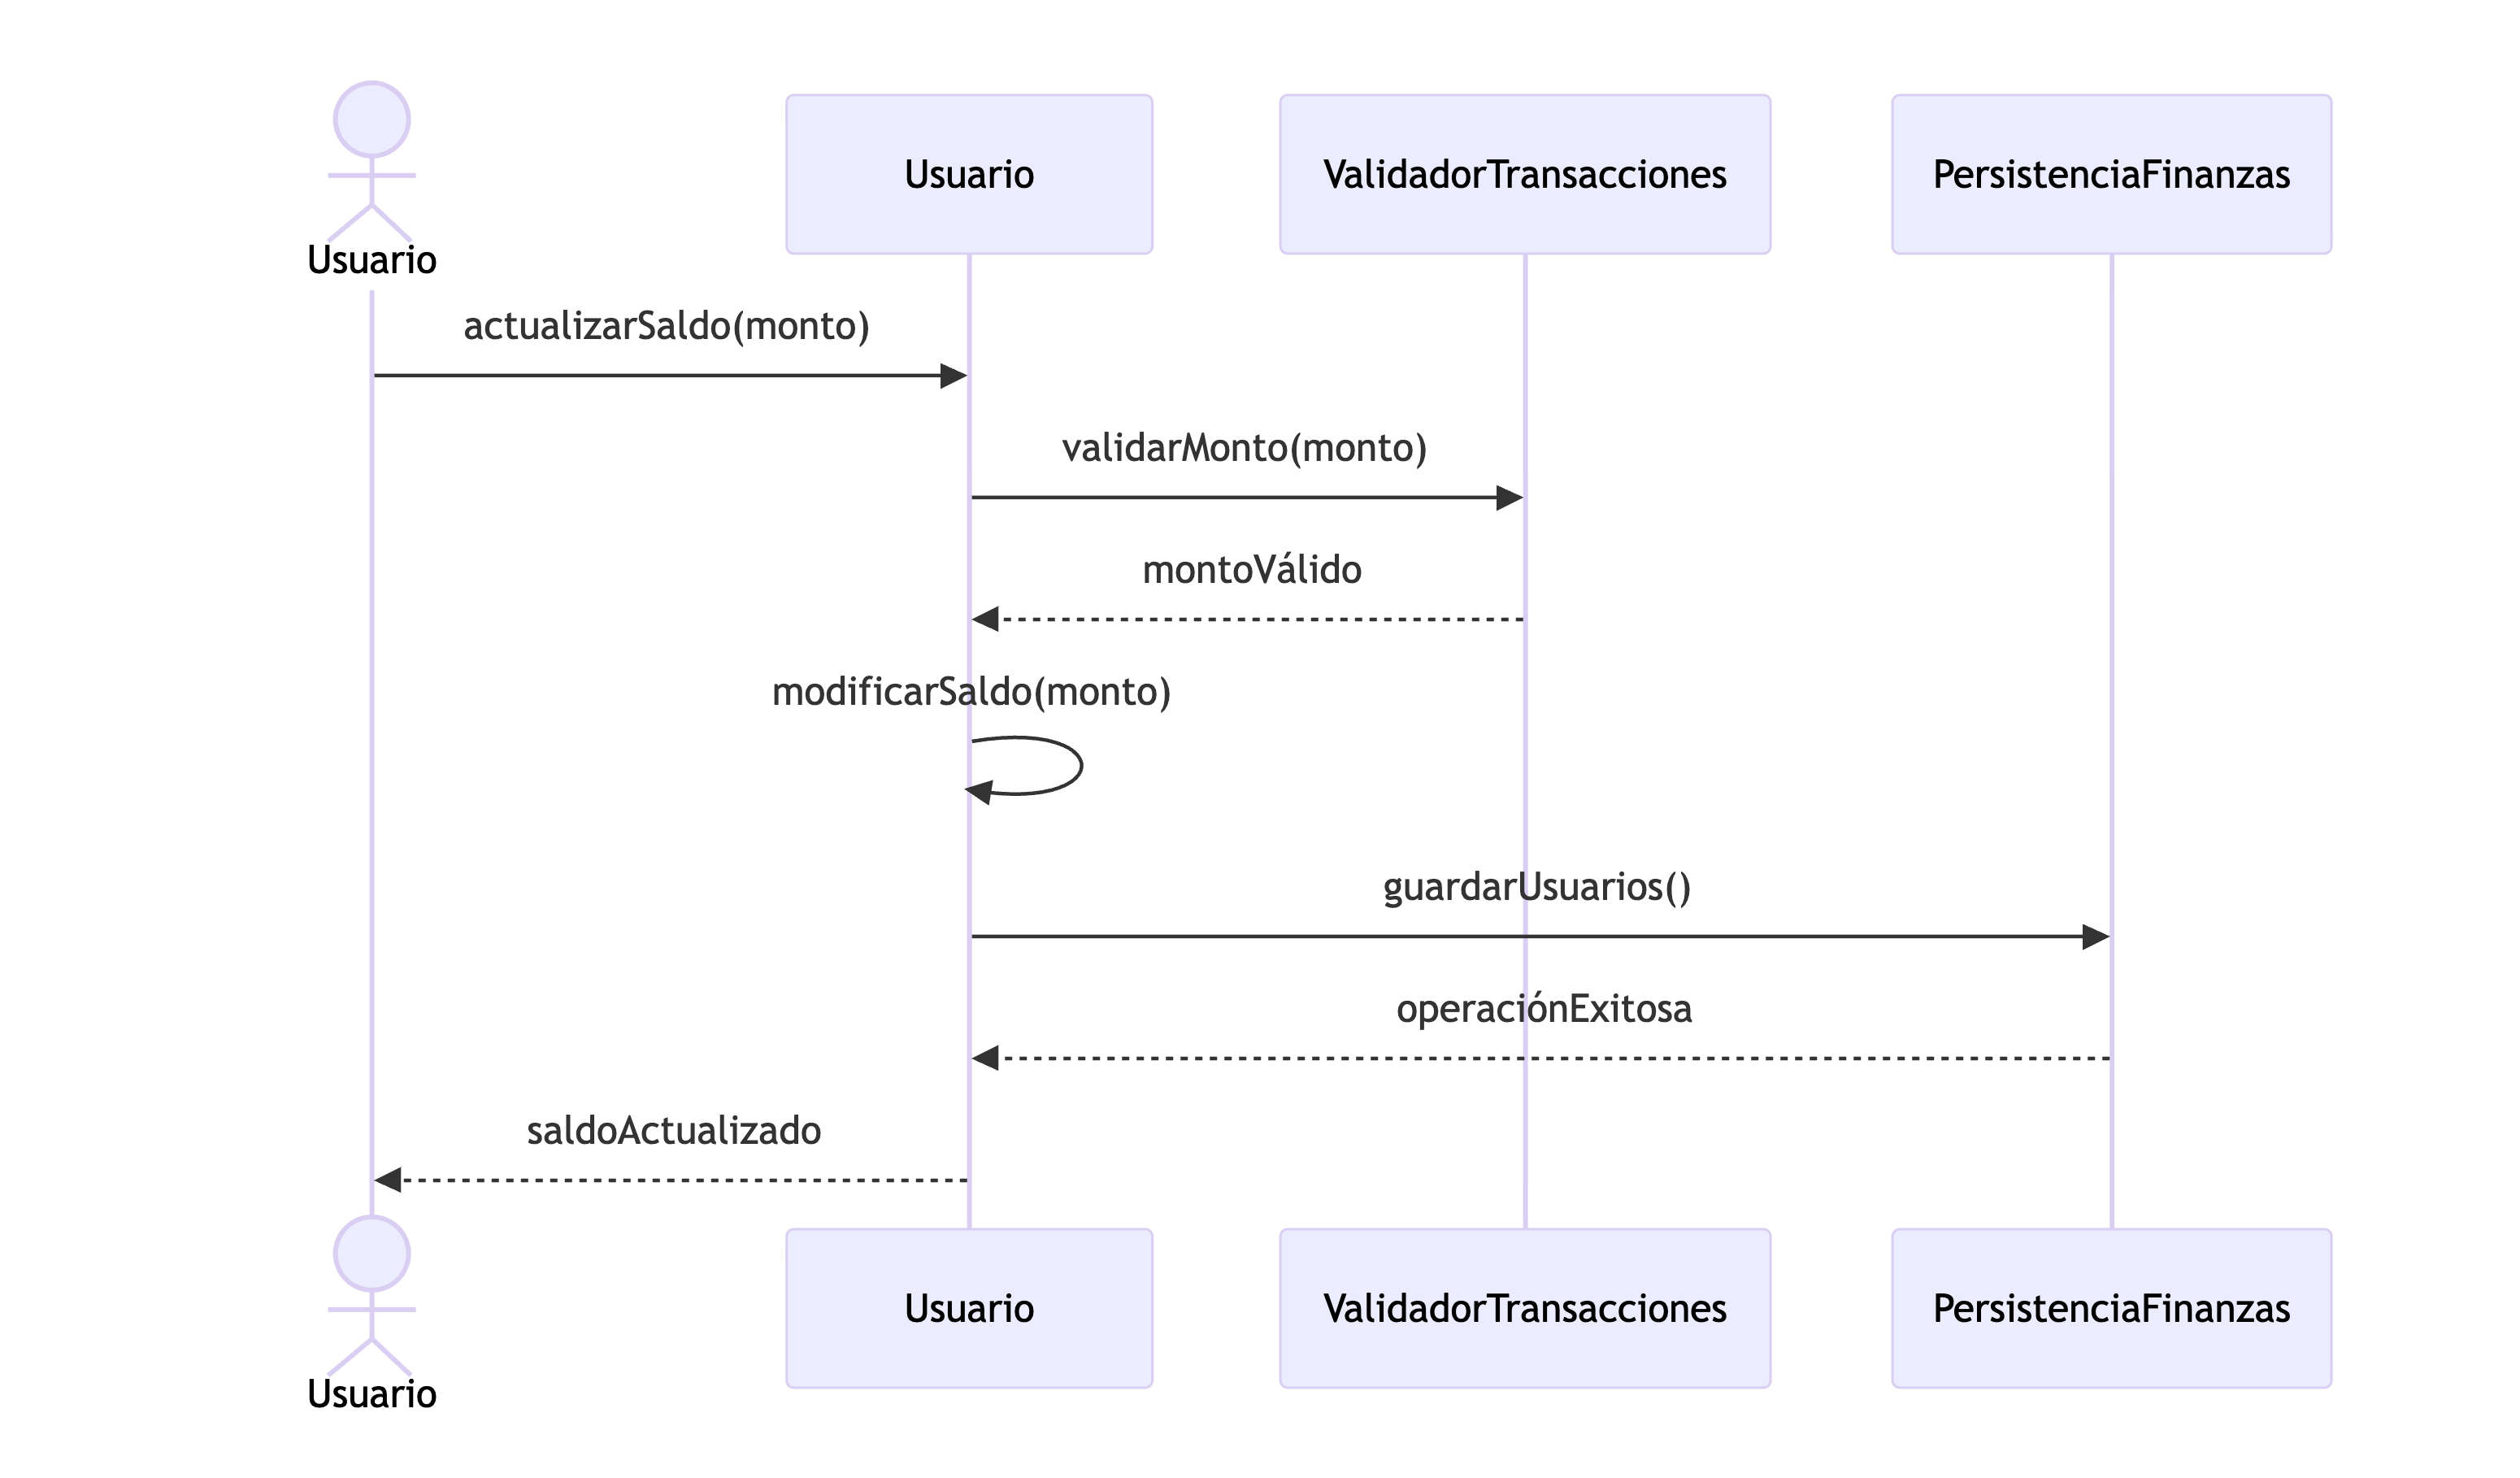 Usuario
Usuario
ValidadorTransacciones
PersistenciaFinanzas
actualizarSaldo(monto)
validarMonto(monto)
montoVálido
modificarSaldo(monto)
guardarUsuarios()
operaciónExitosa
saldoActualizado
Usuario
Usuario
ValidadorTransacciones
PersistenciaFinanzas